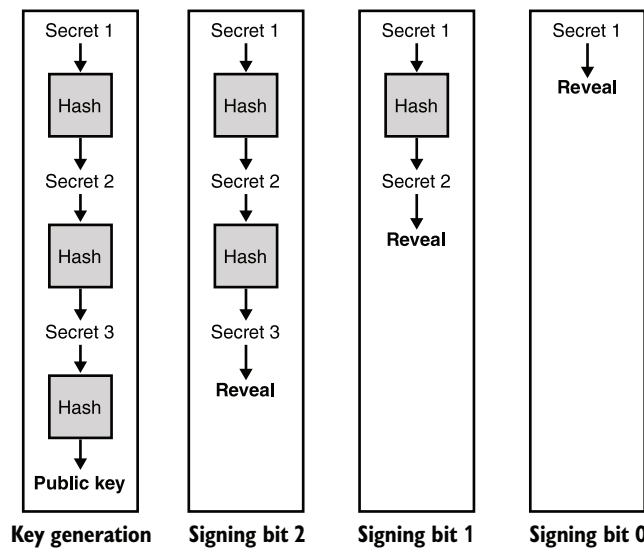 Secret 1
Hash
Secret 2
Hash
Secret 3
Hash
Public key
Key generation
Secret 1
Hash
Secret 2
Hash
Secret 3
Reveal
Signing bit 2
Secret 1
Hash
Secret 2
Reveal
Signing bit 1
Secret 1
Reveal
Signing bit 0